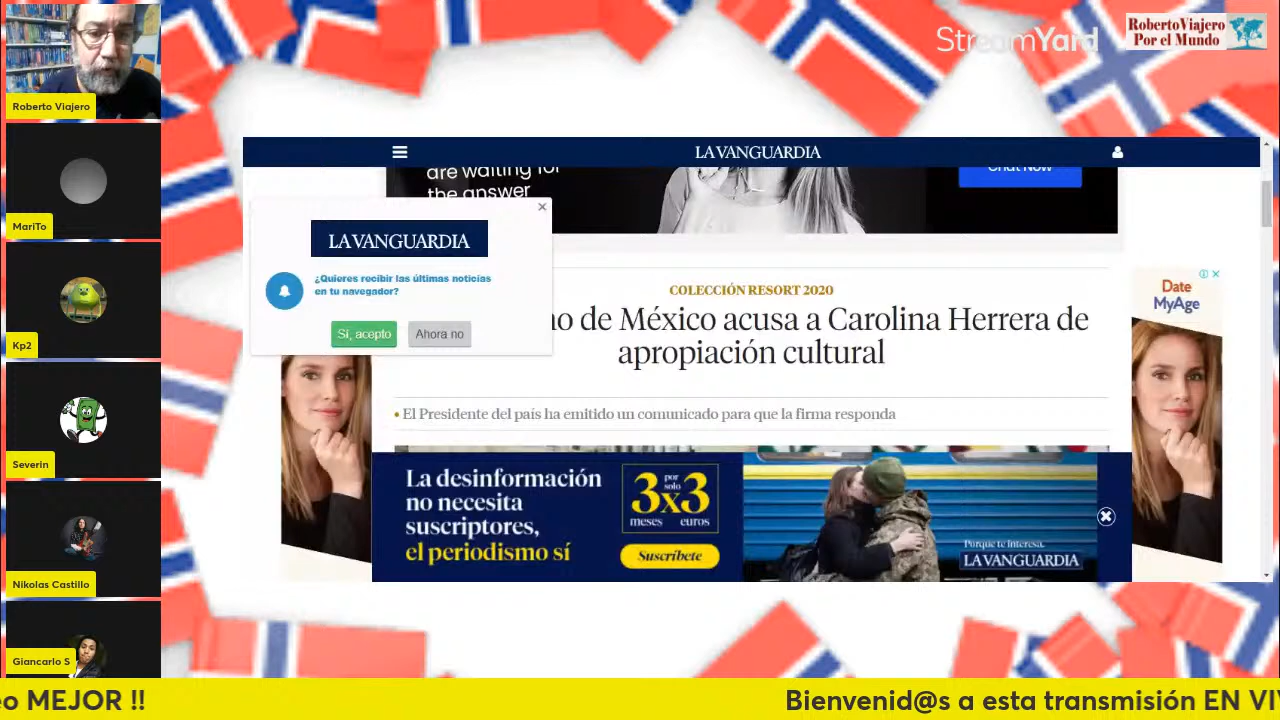 StreamYard
RobertoViajero
Por el Mundo
Roberto Viajero
MariTo
Kp2
Severin
Nikolas Castillo
Giancarlo S
LA VANGUARDIA
are waiting for
the answer
Chat Now
LA VANGUARDIA
¿Quieres recibir las últimas noticias
en tu navegador?
Sí, acepto
Ahora no
COLECCIÓN RESORT 2020
no de México acusa a Carolina Herrera de
apropiación cultural
• El Presidente del país ha emitido un comunicado para que la firma responda
Date
MyAge
La desinformación
no necesita
suscriptores,
el periodismo sí
por
solo
3x3
meses euros
Suscríbete
Porque te interesa.
LA VANGUARDIA
eo MEJOR !!
Bienvenid@s a esta transmisión EN VIV